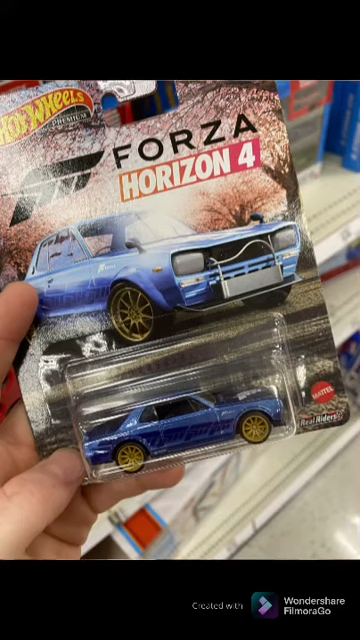 Hot WHEELS
PREMIUM
FORZA
HORIZON 4
MATTEL
Real Riders
Created with
Wondershare
FilmoraGo